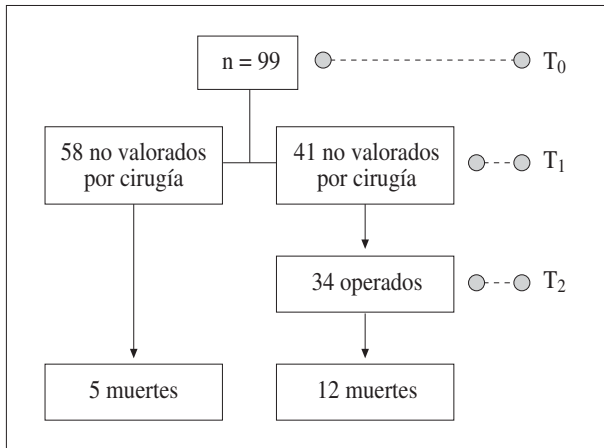 n = 99
T0
58 no valorados
por cirugía
41 no valorados
por cirugía
T1
34 operados
T2
5 muertes
12 muertes